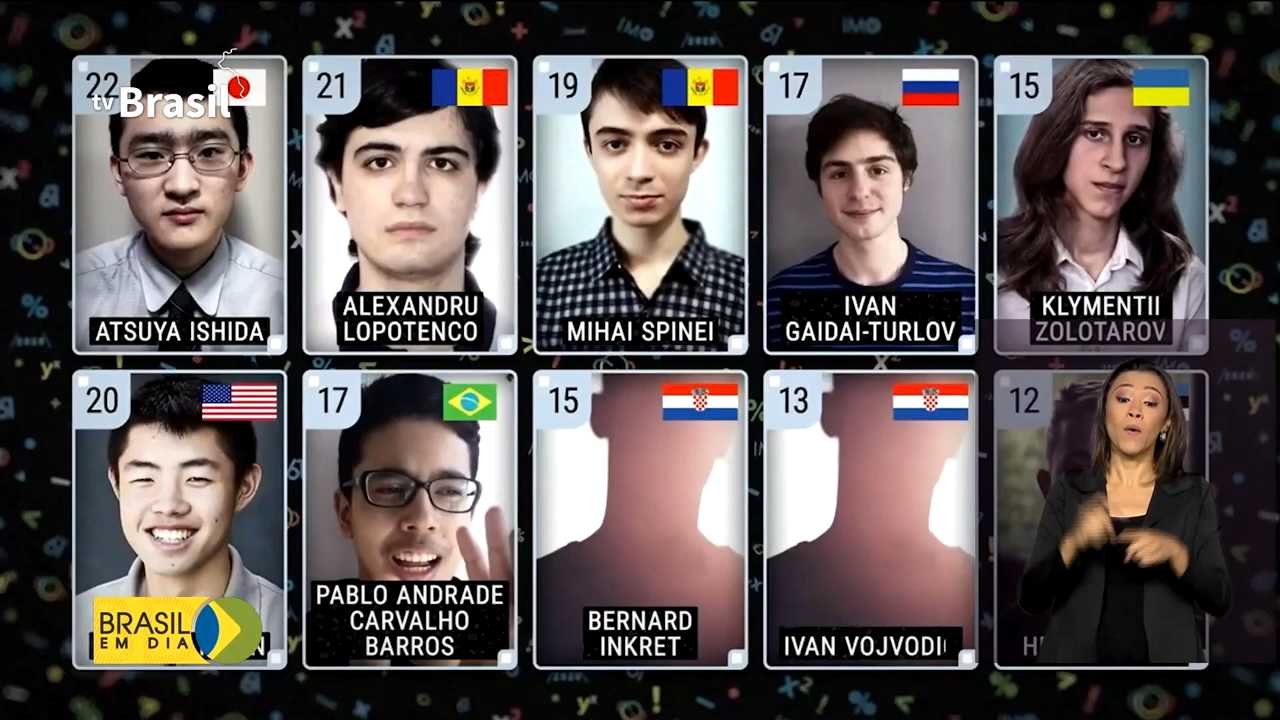 22
tv Brasil
ATSUYA ISHIDA
21
ALEXANDRU
LOPOTENCO
19
MIHAI SPINEI
17
IVAN
GAIDAI-TURLOV
15
KLYMENTII
ZOLOTAROV
20
BRASIL
EM DIA
17
PABLO ANDRADE
CARVALHO
BARROS
15
BERNARD
INKRET
13
IVAN VOJVODI
12